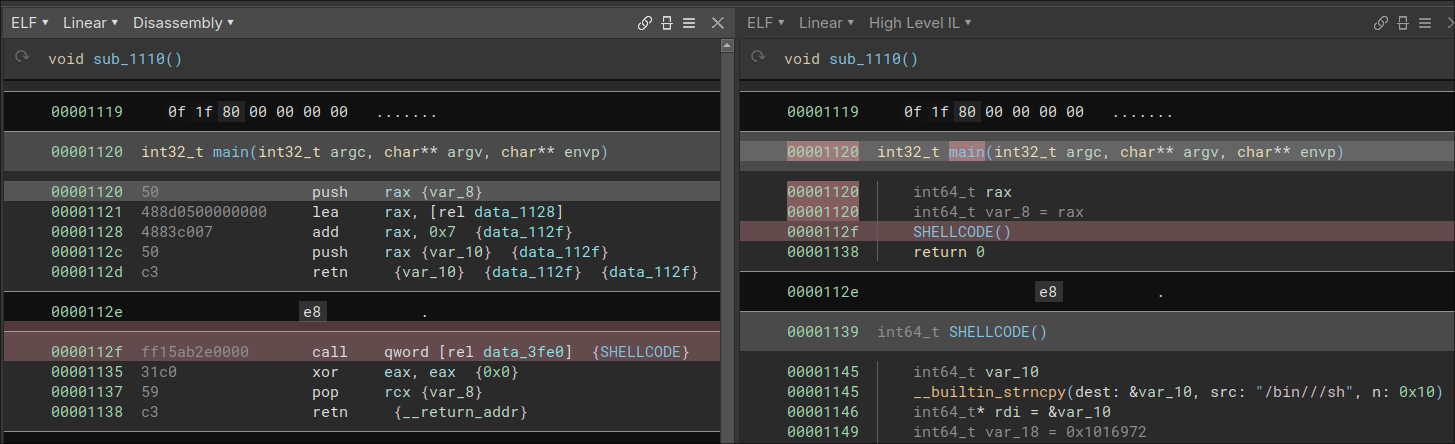 ELF ▾ Linear ▾ Disassembly ▾
void sub_1110()
00001119 0f 1f 80 00 00 00 00 .......
00001120 int32_t main(int32_t argc, char** argv, char** envp)
00001120 50 push rax {var_8}
00001121 488d0500000000 lea rax, [rel data_1128]
00001128 4883c007 add rax, 0x7 {data_112f}
0000112c 50 push rax {var_10} {data_112f}
0000112d c3 retn {var_10} {data_112f} {data_112f}
0000112e e8 .
0000112f ff15ab2e0000 call qword [rel data_3fe0] {SHELLCODE}
00001135 31c0 xor eax, eax {0x0}
00001137 59 pop rcx {var_8}
00001138 c3 retn {__return_addr}
ELF ▾ Linear ▾ High Level IL ▾
void sub_1110()
00001119 0f 1f 80 00 00 00 00 .......
00001120 int32_t main(int32_t argc, char** argv, char** envp)
00001120 int64_t rax
00001120 int64_t var_8 = rax
0000112f SHELLCODE()
00001138 return 0
0000112e e8 .
00001139 int64_t SHELLCODE()
00001145 int64_t var_10
00001145 __builtin_strncpy(dest: &var_10, src: "/bin///sh", n: 0x10)
00001146 int64_t* rdi = &var_10
00001149 int64_t var_18 = 0x1016972